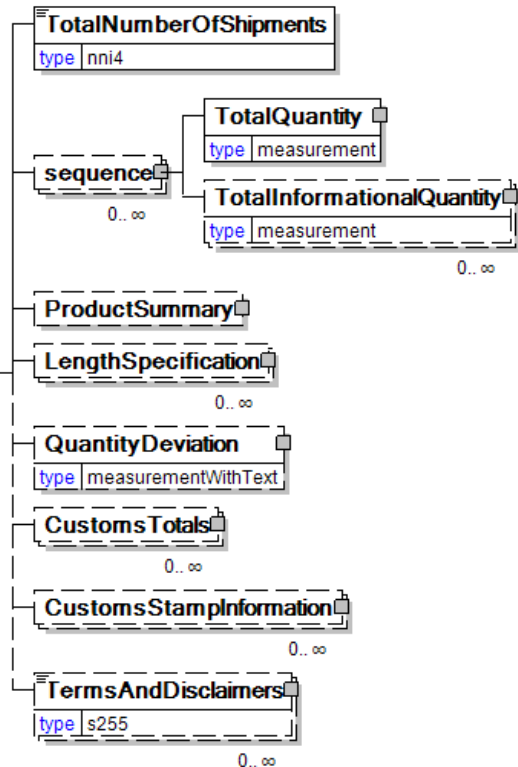 TotalNumberOfShipments
type nni4
TotalQuantity
type measurement
sequence
0.. ∞
TotalInformationalQuantity
type measurement
0.. ∞
ProductSummary
LengthSpecification
0.. ∞
QuantityDeviation
type measurementWithText
CustomsTotals
0.. ∞
CustomsStampInformation
0.. ∞
TermsAndDisclaimers
type s255
0.. ∞